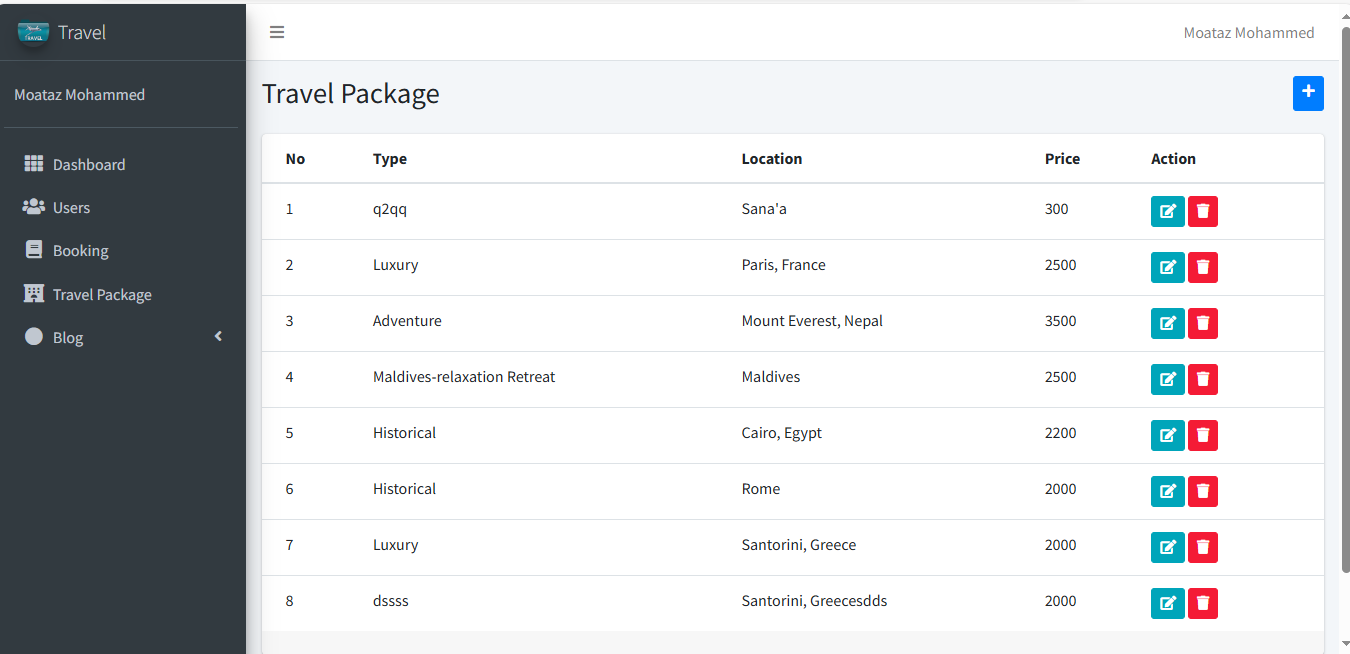 Travel
Moataz Mohammed
Moataz Mohammed
Dashboard
Users
Booking
Travel Package
Blog
Travel Package
No Type Location Price Action
1 q2qq Sana'a 300
2 Luxury Paris, France 2500
3 Adventure Mount Everest, Nepal 3500
4 Maldives-relaxation Retreat Maldives 2500
5 Historical Cairo, Egypt 2200
6 Historical Rome 2000
7 Luxury Santorini, Greece 2000
8 dssss Santorini, Greecesdds 2000